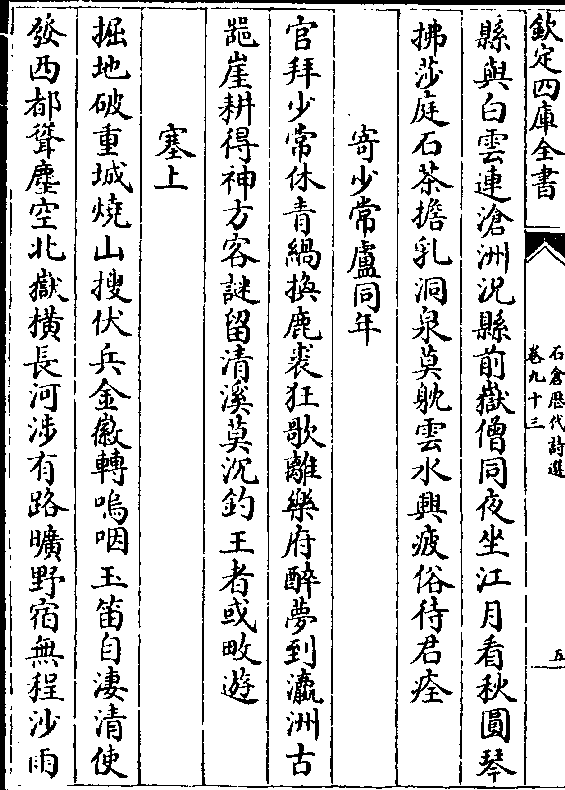 欽定四庫全書
石倉歷代詩選
卷九十三
五
縣與白雲連滄洲況縣前嶽僧同夜坐江月看秋圓琴
拂莎庭石茶擔乳洞泉莫躭雲水興疲俗待君痊
寄少常盧同年
官拜少常休青緺換鹿裘狂歌離樂府醉夢到瀛洲古
器崖耕得神方客謎留清溪莫沉釣王者或畋遊
塞上
掘地破重城燒山搜伏兵金徽轉嗚咽玉笛自凄清使
發西都聳塵空北嶽橫長河涉有路曠野宿無程沙雨